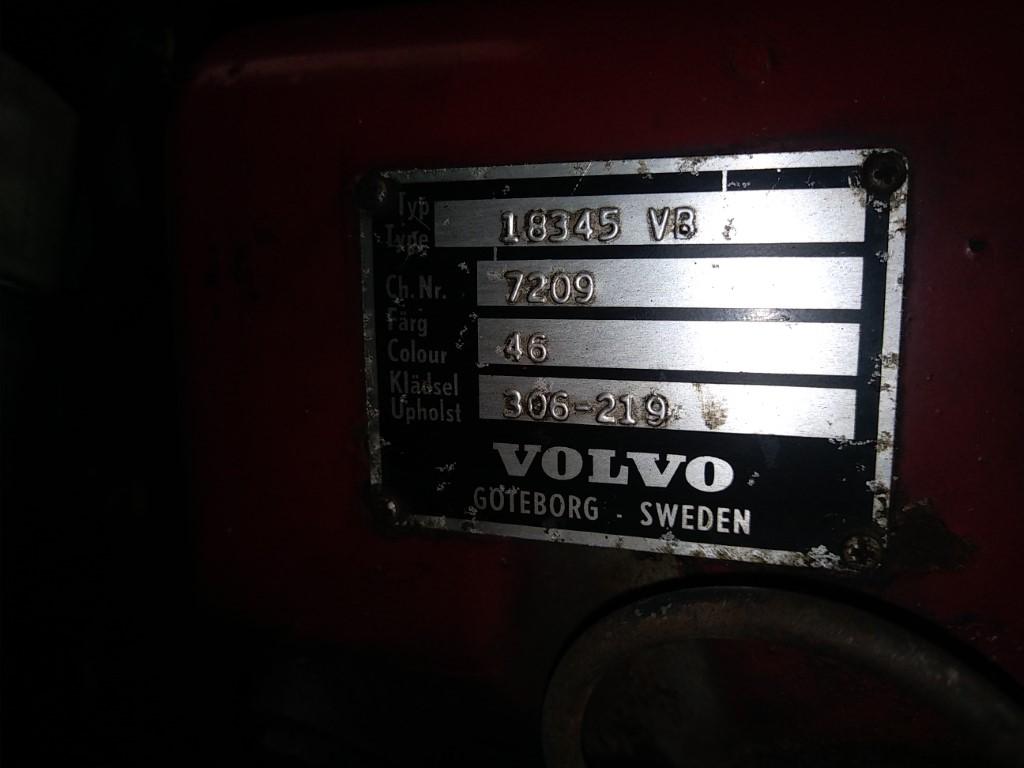 Typ
Type 18345 VB
Ch.Nr. 7209
Färg
Colour 46
Klädsel
Upholst 306-219
VOLVO
GÖTEBORG - SWEDEN